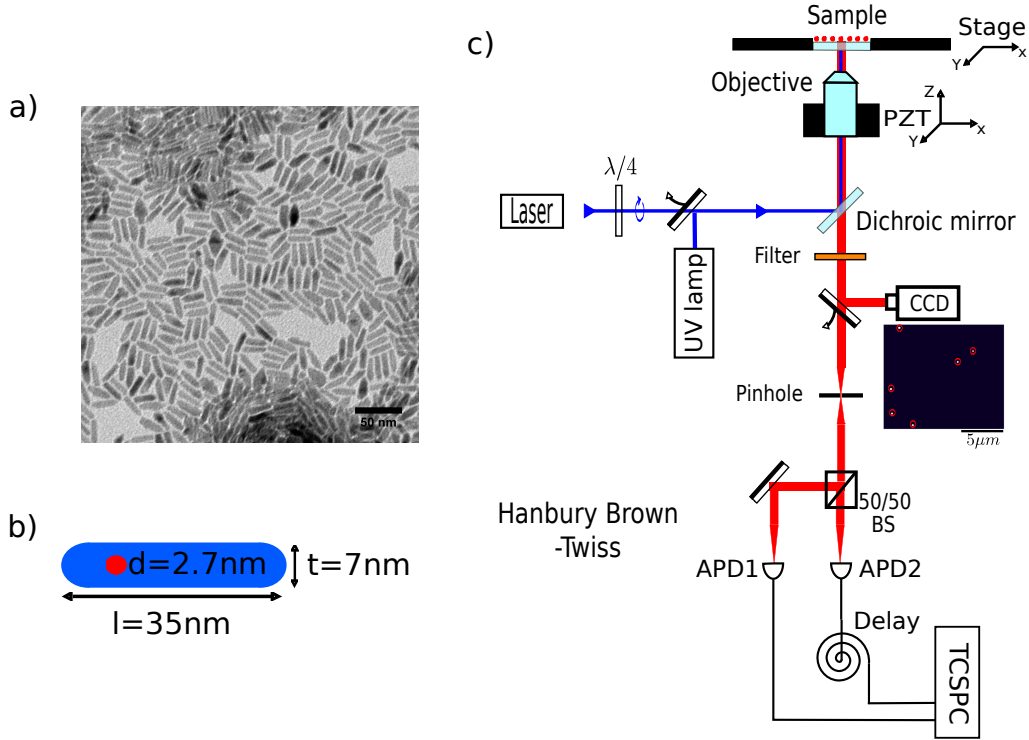 a)
50 nm
b)
d=2.7nm
t=7nm
l=35nm
c)
Sample
Stage
Y
x
Objective
PZT
Z
Y
x
λ/4
Laser
Dichroic mirror
UV lamp
Filter
CCD
Pinhole
5μm
50/50
BS
Hanbury Brown
-Twiss
APD1
APD2
Delay
TCSPC